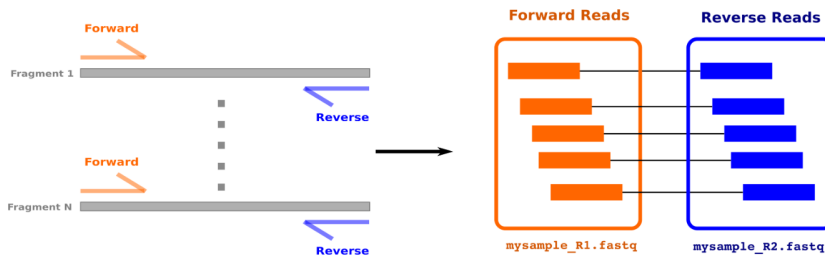 Forward
Fragment 1
Reverse
Forward
Fragment N
Reverse
Forward Reads
Reverse Reads
mysample_R1.fastq
mysample_R2.fastq